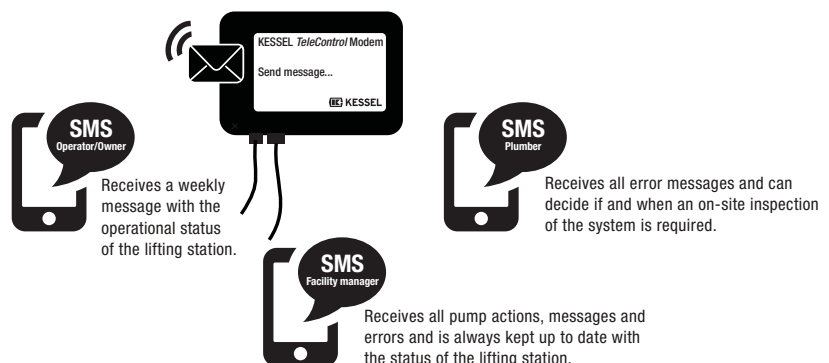 KESSEL TeleControl Modem
Send message...
KESSEL
SMS
Operator/Owner
Receives a weekly
message with the
operational status
of the lifting station.
SMS
Plumber
Receives all error messages and can
decide if and when an on-site inspection
of the system is required.
SMS
Facility manager
Receives all pump actions, messages and
errors and is always kept up to date with
the status of the lifting station.